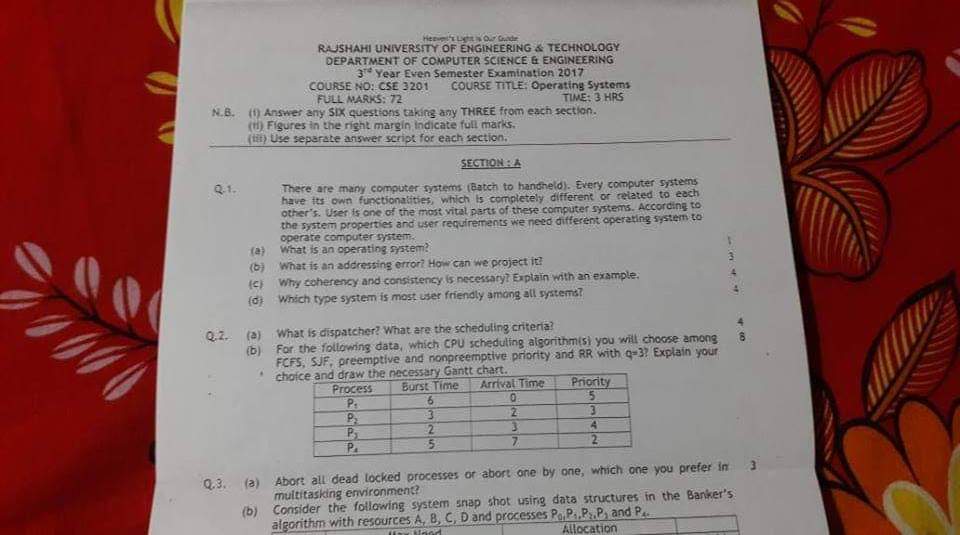 Heaven's Light is Our Guide
RAJSHAHI UNIVERSITY OF ENGINEERING & TECHNOLOGY
DEPARTMENT OF COMPUTER SCIENCE & ENGINEERING
3rd Year Even Semester Examination 2017
COURSE NO: CSE 3201 COURSE TITLE: Operating Systems
FULL MARKS: 72 TIME: 3 HRS
N.B. (i) Answer any SIX questions taking any THREE from each section.
(ii) Figures in the right margin indicate full marks.
(iii) Use separate answer script for each section.
SECTION : A
Q.1. There are many computer systems (Batch to handheld). Every computer systems
have its own functionalities, which is completely different or related to each
other's. User is one of the most vital parts of these computer systems. According to
the system properties and user requirements we need different operating system to
operate computer system.
(a) What is an operating system? 1
(b) What is an addressing error? How can we project it? 3
(c) Why coherency and consistency is necessary? Explain with an example. 4
(d) Which type system is most user friendly among all systems? 4
Q.2. (a) What is dispatcher? What are the scheduling criteria? 4
(b) For the following data, which CPU scheduling algorithm(s) you will choose among 8
FCFS, SJF, preemptive and nonpreemptive priority and RR with q=3? Explain your
choice and draw the necessary Gantt chart.
Process Burst Time Arrival Time Priority
P1 6 0 5
P2 3 2 3
P3 2 3 4
P4 5 7 2
Q.3. (a) Abort all dead locked processes or abort one by one, which one you prefer in 3
multitasking environment?
(b) Consider the following system snap shot using data structures in the Banker's
algorithm with resources A, B, C, D and processes P0,P1,P2,P3 and P4.
Max Need Allocation